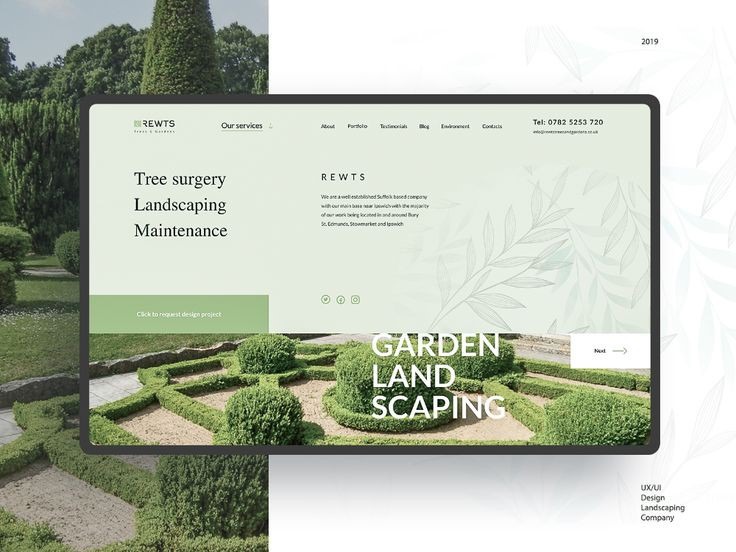 2019
REWTS
Trees & Gardens
Our services
About
Portfolio
Testimonials
Blog
Environment
Contacts
Tel: 0782 5253 720
info@rewtstreesandgardens.co.uk
Tree surgery
Landscaping
Maintenance
REWTS
We are a well established Suffolk based company
with our main base near Ipswich with the majority
of our work being located in and around Bury
St. Edmunds, Stowmarket and Ipswich
Click to request design project
GARDEN
LAND
SCAPING
Next
UX/UI
Design
Landscaping
Company